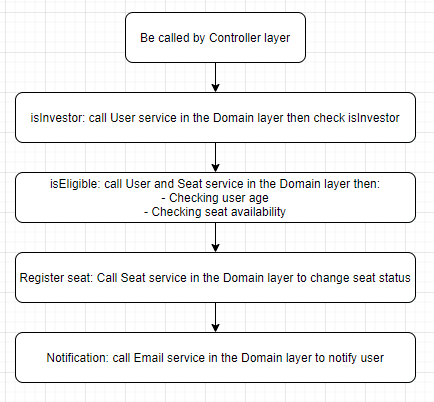 Be called by Controller layer
isInvestor: call User service in the Domain layer then check isInvestor
isEligible: call User and Seat service in the Domain layer then:
- Checking user age
- Checking seat availability
Register seat: Call Seat service in the Domain layer to change seat status
Notification: call Email service in the Domain layer to notify user